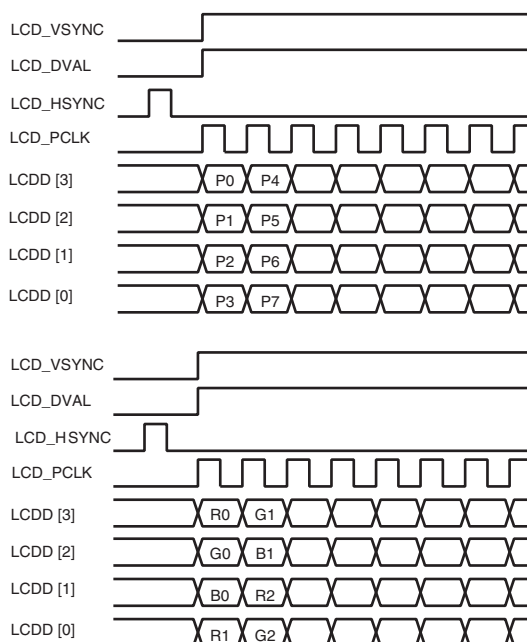 LCD_VSYNC
LCD_DVAL
LCD_HSYNC
LCD_PCLK
LCDD [3] P0 P4
LCDD [2] P1 P5
LCDD [1] P2 P6
LCDD [0] P3 P7
LCD_VSYNC
LCD_DVAL
LCD_HSYNC
LCD_PCLK
LCDD [3] R0 G1
LCDD [2] G0 B1
LCDD [1] B0 R2
LCDD [0] R1 G2